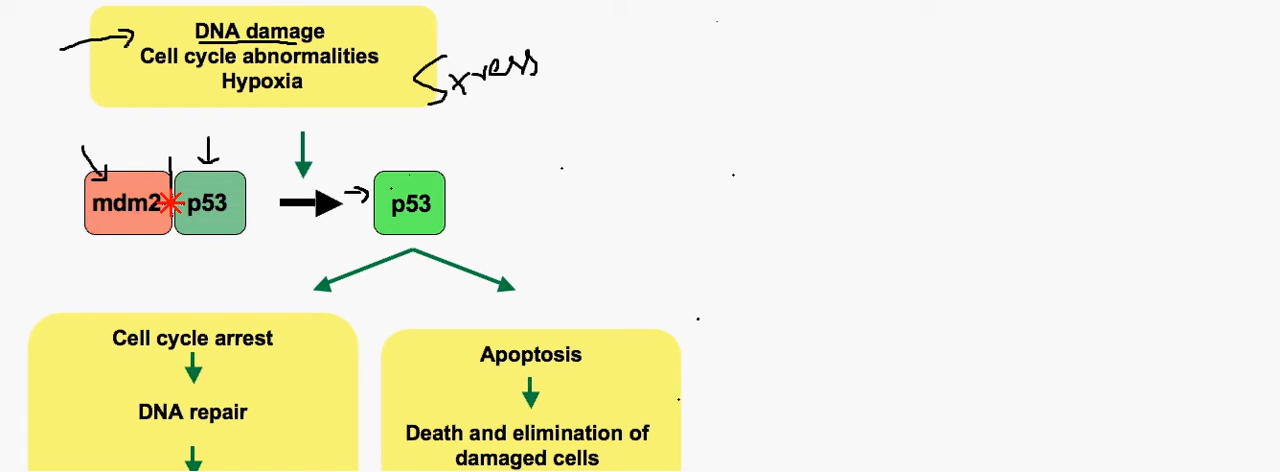 DNA damage
Cell cycle abnormalities
Hypoxia
mdm2 p53
p53
Cell cycle arrest
DNA repair
Apoptosis
Death and elimination of
damaged cells